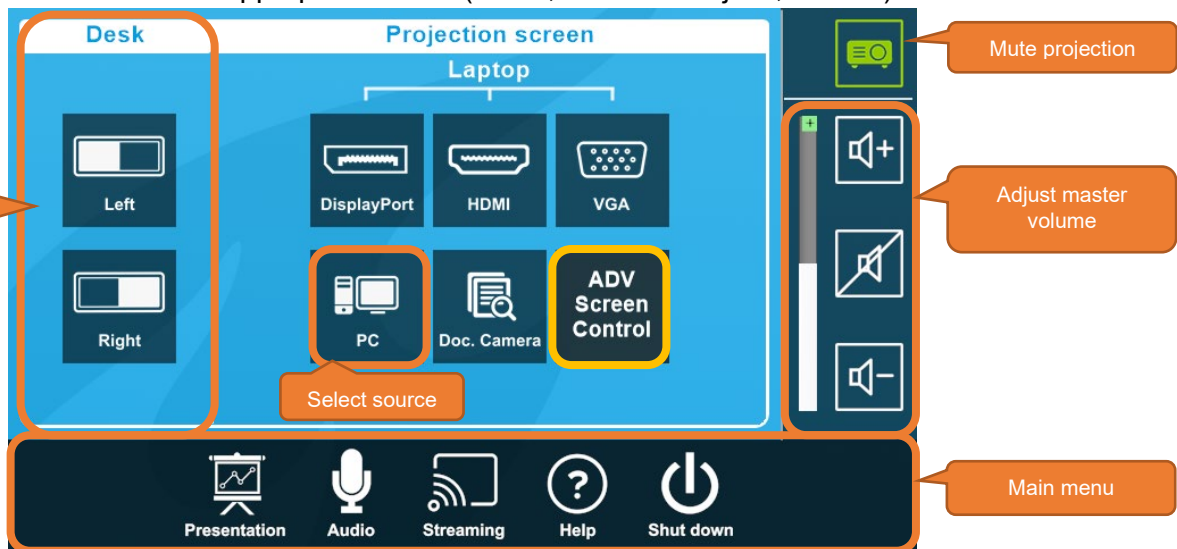 Desk
Projection screen
Laptop
Mute projection
Left
DisplayPort
HDMI
VGA
Adjust master
volume
Right
PC
Doc. Camera
ADV
Screen
Control
Select source
Main menu
Presentation
Audio
Streaming
Help
Shut down